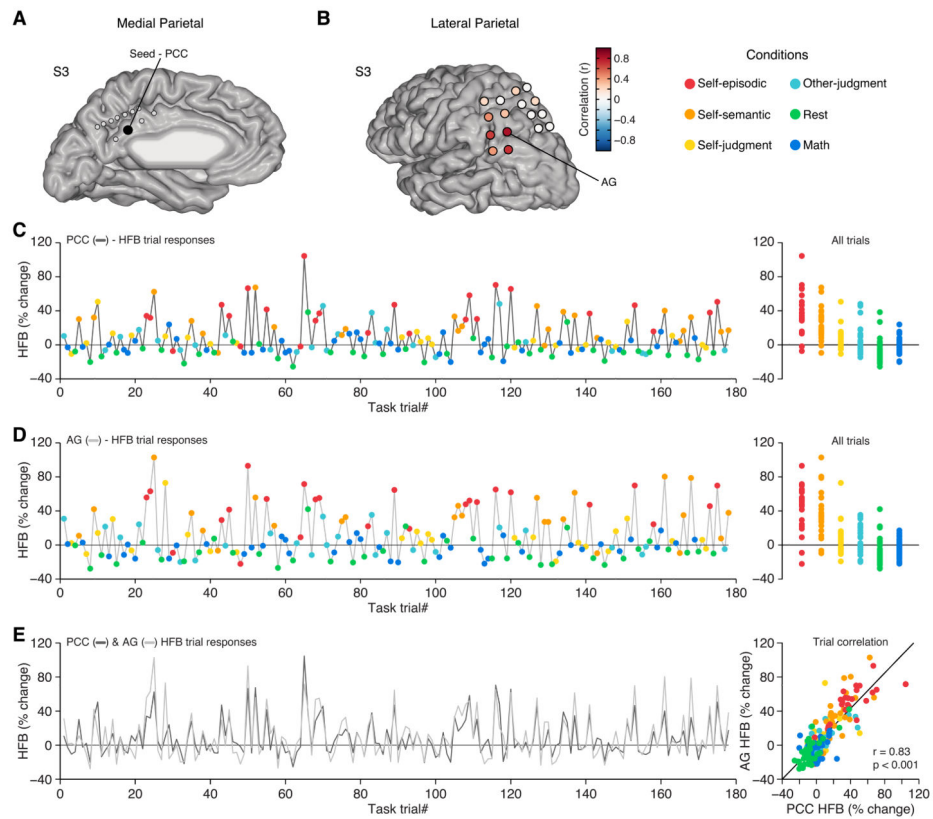 A
Medial Parietal
Seed - PCC
S3
B
Lateral Parietal
S3
Correlation (r)
0.8
0.4
0
−0.4
−0.8
AG
Conditions
Self-episodic
Other-judgment
Self-semantic
Rest
Self-judgment
Math
C
PCC (—) - HFB trial responses
HFB (% change)
120
80
40
0
−40
0 20 40 60 80 100 120 140 160 180
Task trial#
All trials
120
80
40
0
−40
D
AG (—) - HFB trial responses
HFB (% change)
120
80
40
0
−40
0 20 40 60 80 100 120 140 160 180
Task trial#
All trials
120
80
40
0
−40
E
PCC (—) & AG (—) HFB trial responses
HFB (% change)
120
80
40
0
−40
0 20 40 60 80 100 120 140 160 180
Task trial#
Trial correlation
AG HFB (% change)
120
80
40
0
−40
r = 0.83
p < 0.001
−40 0 40 80 120
PCC HFB (% change)